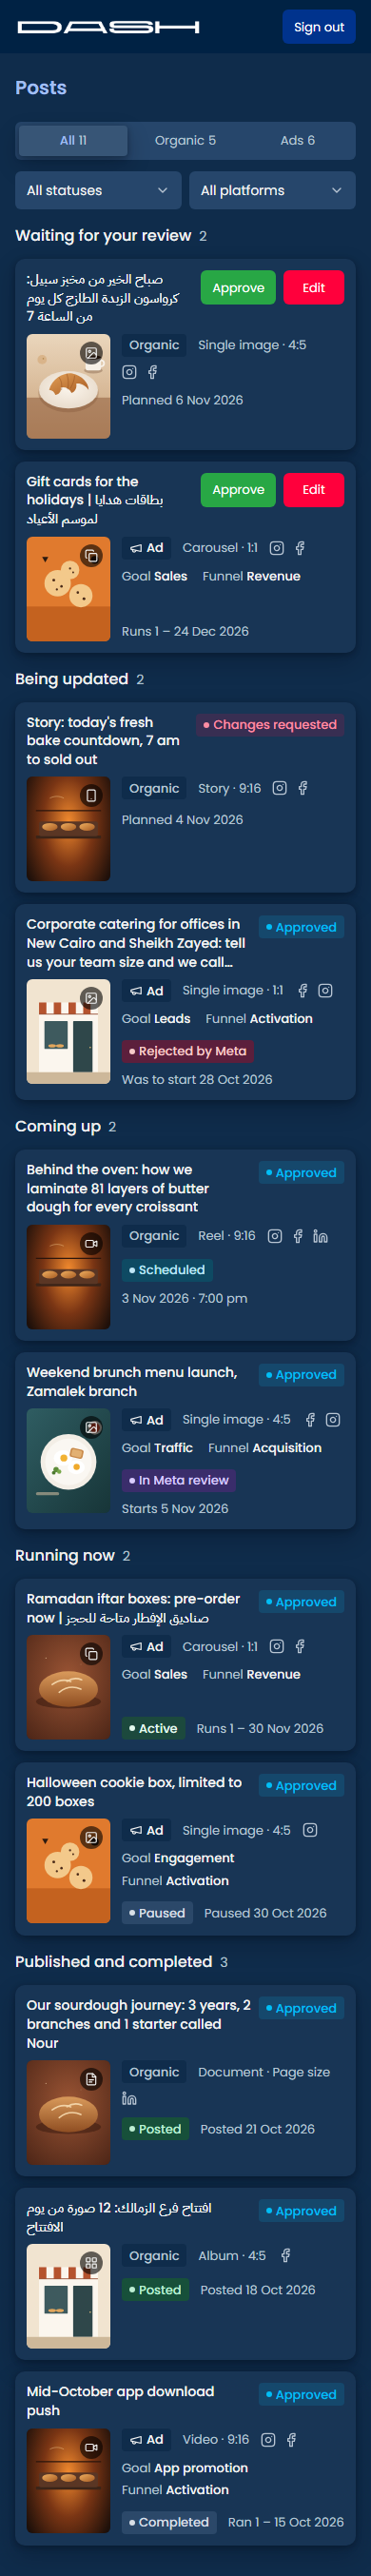 DASH
Sign out
Posts
All 11
Organic 5
Ads 6
All statuses
All platforms
Waiting for your review 2
صباح الخير من مخبز سبيل:
كرواسون الزبدة الطازج كل يوم
من الساعة 7
Approve
Edit
Organic
Single image · 4:5
Planned 6 Nov 2026
Gift cards for the
holidays | بطاقات هدايا
لموسم الأعياد
Approve
Edit
Ad
Carousel · 1:1
Goal Sales
Funnel Revenue
Runs 1 – 24 Dec 2026
Being updated 2
Story: today's fresh
bake countdown, 7 am
to sold out
Changes requested
Organic
Story · 9:16
Planned 4 Nov 2026
Corporate catering for offices in
New Cairo and Sheikh Zayed: tell
us your team size and we call...
Approved
Ad
Single image · 1:1
Goal Leads
Funnel Activation
Rejected by Meta
Was to start 28 Oct 2026
Coming up 2
Behind the oven: how we
laminate 81 layers of butter
dough for every croissant
Approved
Organic
Reel · 9:16
Scheduled
3 Nov 2026 · 7:00 pm
Weekend brunch menu launch,
Zamalek branch
Approved
Ad
Single image · 4:5
Goal Traffic
Funnel Acquisition
In Meta review
Starts 5 Nov 2026
Running now 2
Ramadan iftar boxes: pre-order
now | صناديق الإفطار متاحة للحجز
Approved
Ad
Carousel · 1:1
Goal Sales
Funnel Revenue
Active
Runs 1 – 30 Nov 2026
Halloween cookie box, limited to
200 boxes
Approved
Ad
Single image · 4:5
Goal Engagement
Funnel Activation
Paused
Paused 30 Oct 2026
Published and completed 3
Our sourdough journey: 3 years, 2
branches and 1 starter called
Nour
Approved
Organic
Document · Page size
Posted
Posted 21 Oct 2026
افتتاح فرع الزمالك: 12 صورة من يوم
الافتتاح
Approved
Organic
Album · 4:5
Posted
Posted 18 Oct 2026
Mid-October app download
push
Approved
Ad
Video · 9:16
Goal App promotion
Funnel Activation
Completed
Ran 1 – 15 Oct 2026